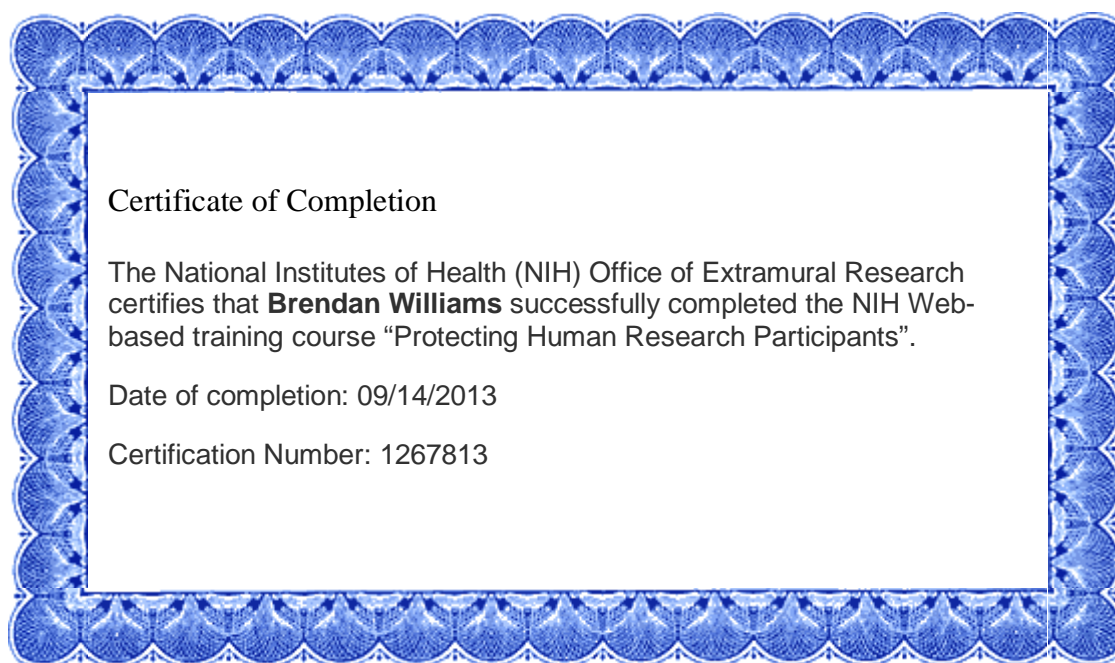 Certificate of Completion
The National Institutes of Health (NIH) Office of Extramural Research
certifies that Brendan Williams successfully completed the NIH Web-
based training course “Protecting Human Research Participants”.
Date of completion: 09/14/2013
Certification Number: 1267813